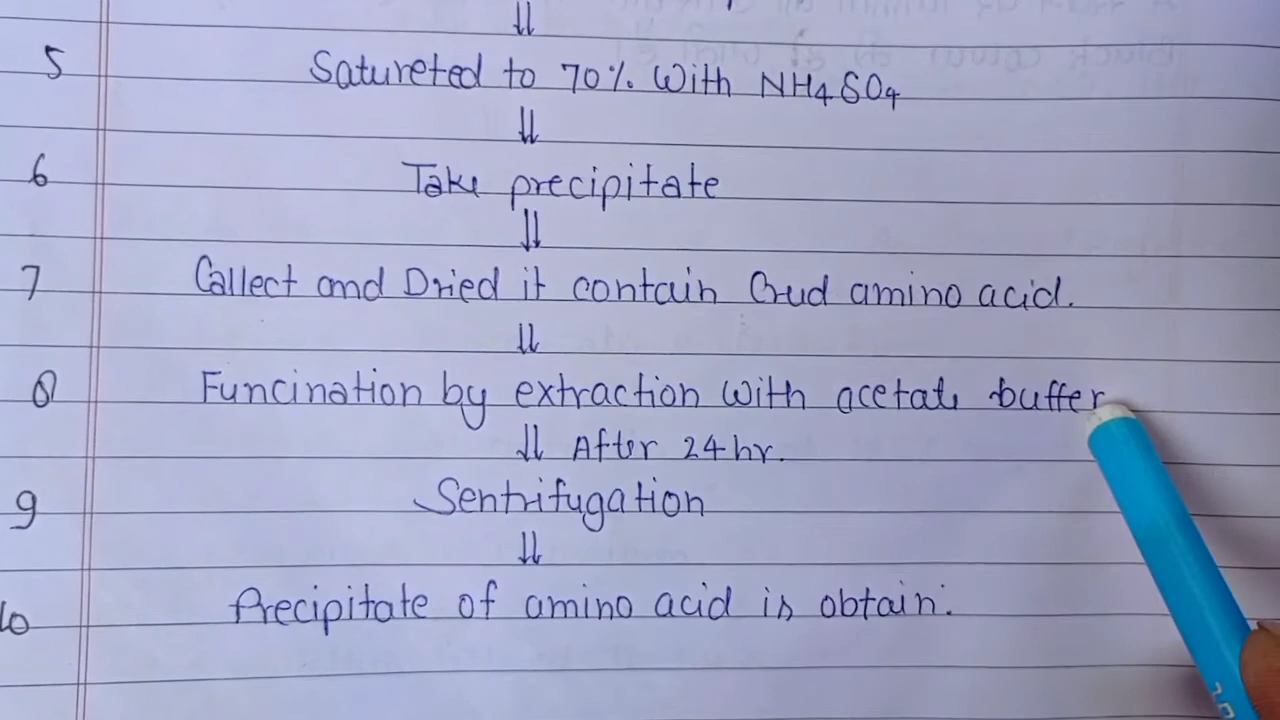 5 Satureted to 70% With NH4SO4
6 Take precipitate
7 Collect and Dried it contain Crud amino acid.
8 Funcination by extraction with acetate buffer
After 24 hr.
9 Sentrifugation
10 Precipitate of amino acid is obtain.